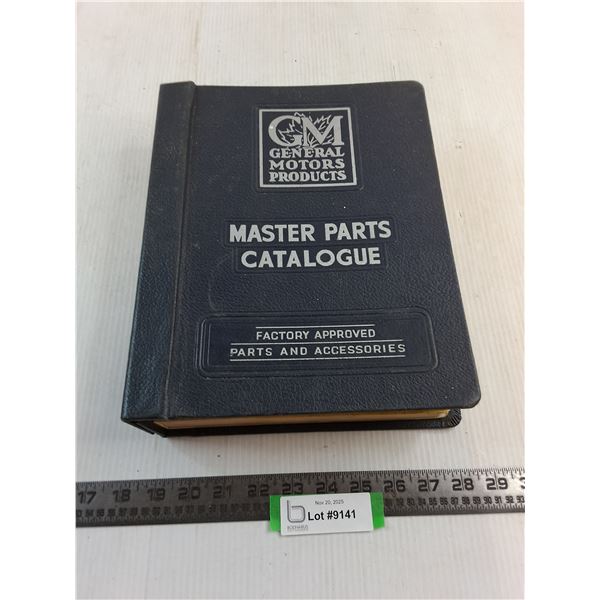 GM
GENERAL
MOTORS
PRODUCTS
MASTER PARTS
CATALOGUE
FACTORY APPROVED
PARTS AND ACCESSORIES
17 18 19 20 21 22 23 24 25 26 27 28 29
Nov 20, 2025
b
Lot #9141